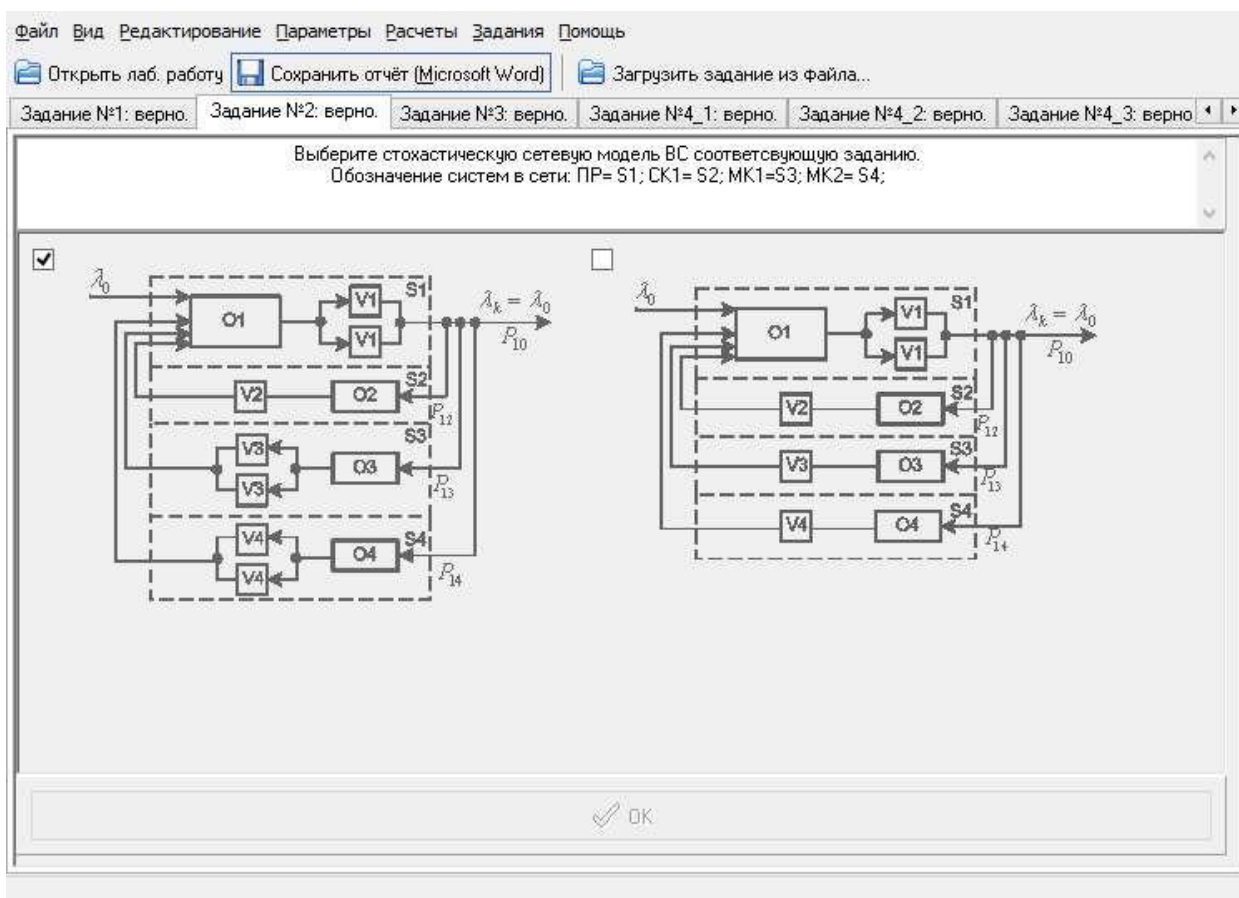 Файл Вид Редактирование Параметры Расчеты Задания Помощь
Открыть лаб. работу Сохранить отчёт (Microsoft Word) Загрузить задание из файла...
Задание №1: верно. Задание №2: верно. Задание №3: верно. Задание №4_1: верно. Задание №4_2: верно. Задание №4_3: верно
Выберите стохастическую сетевую модель ВС соответсвующую заданию.
Обозначение систем в сети: ПР= S1; СК1= S2; МК1=S3; МК2= S4;
λ0
O1
V1
V1
S1
λk = λ0
P10
V2
O2
S2
P12
V3
V3
O3
S3
P13
V4
V4
O4
S4
P14
λ0
O1
V1
V1
S1
λk = λ0
P10
V2
O2
S2
P12
V3
O3
S3
P13
V4
O4
S4
P14
OK